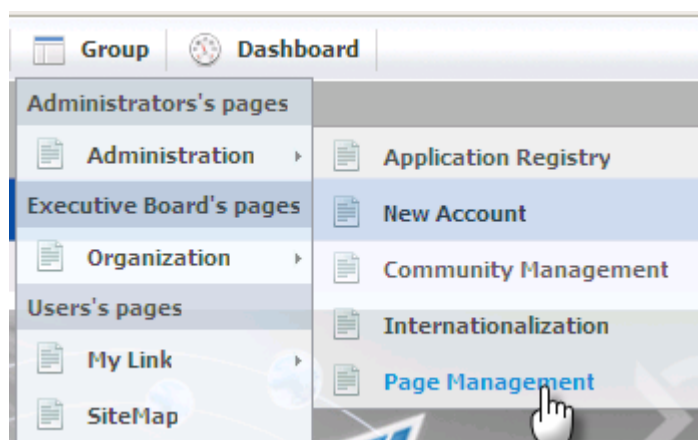 Group Dashboard
Administrators's pages
Administration
Executive Board's pages
Organization
Users's pages
My Link
SiteMap
Application Registry
New Account
Community Management
Internationalization
Page Management